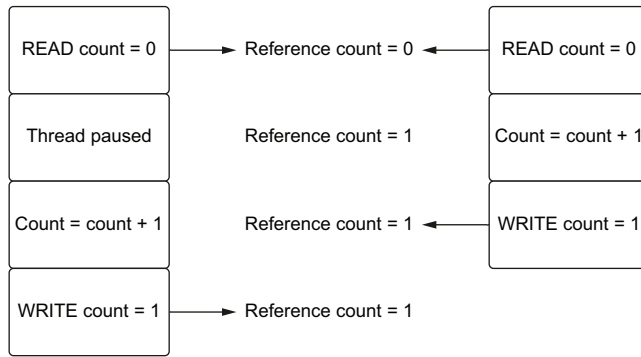 READ count = 0 Reference count = 0 READ count = 0
Thread paused Reference count = 1 Count = count + 1
Count = count + 1 Reference count = 1 WRITE count = 1
WRITE count = 1 Reference count = 1